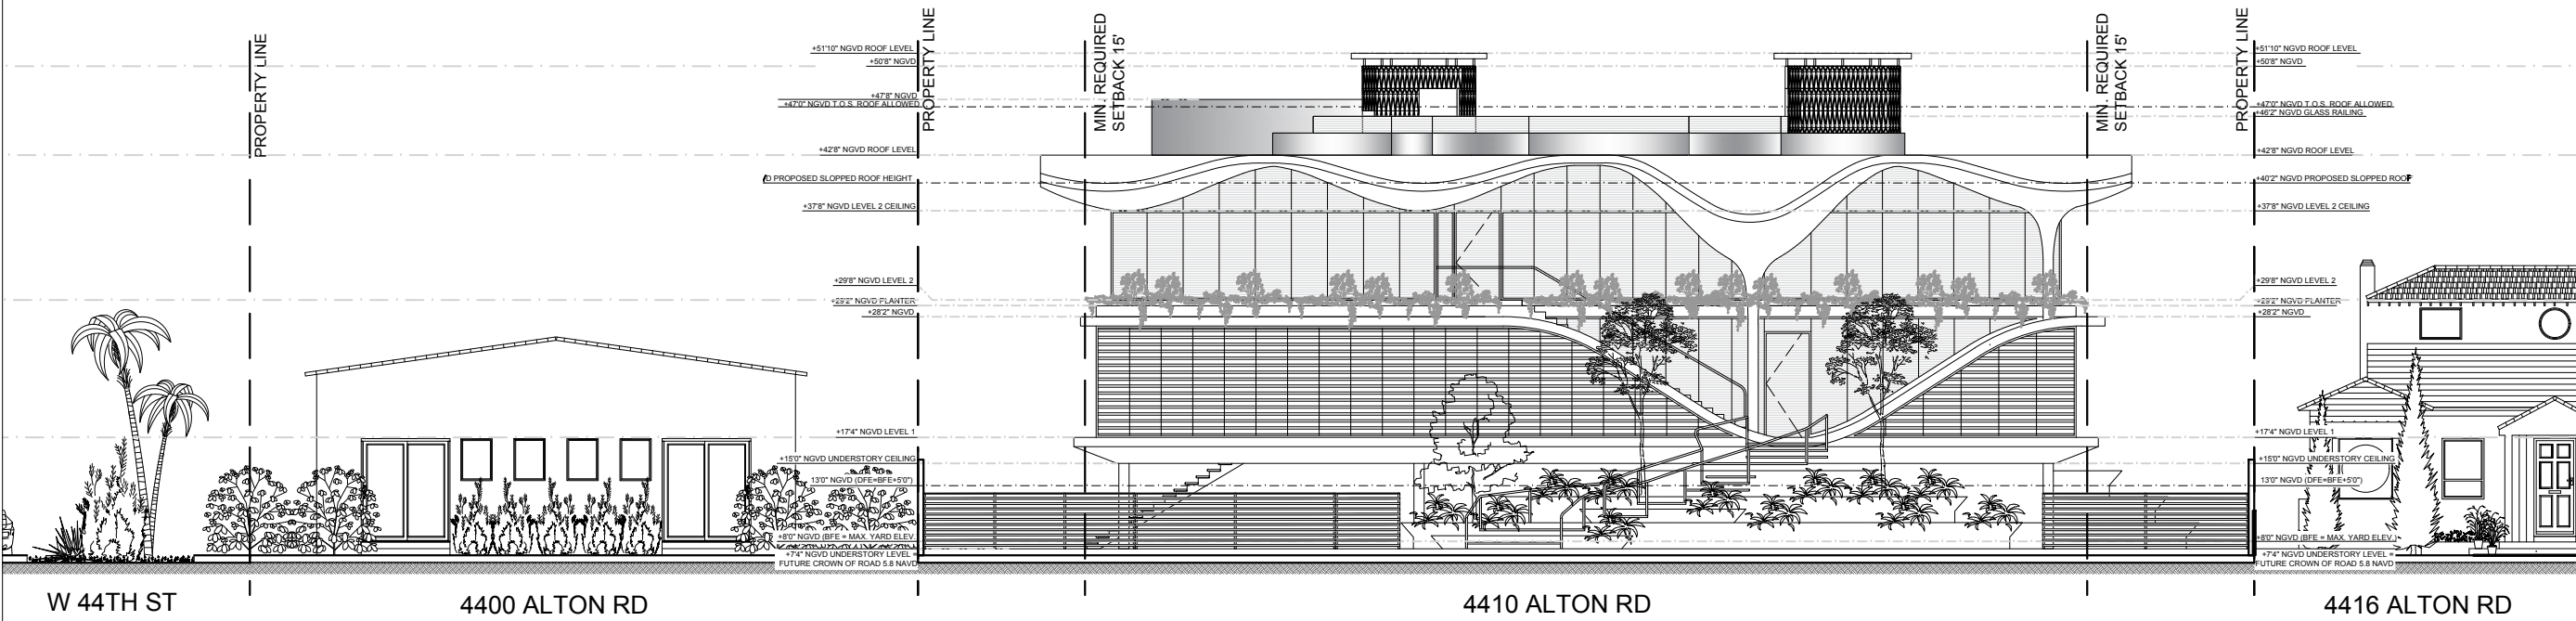 PROPERTY LINE
+51'10" NGVD ROOF LEVEL
+50'8" NGVD
+47'8" NGVD
+47'0" NGVD T.O.S. ROOF ALLOWED
+42'8" NGVD ROOF LEVEL
D PROPOSED SLOPPED ROOF HEIGHT
+37'8" NGVD LEVEL 2 CEILING
+29'8" NGVD LEVEL 2
+29'2" NGVD PLANTER
+28'2" NGVD
+17'4" NGVD LEVEL 1
+15'0" NGVD UNDERSTORY CEILING
13'0" NGVD (DFE=BFE+5'0")
+8'0" NGVD (BFE = MAX. YARD ELEV.
+7'4" NGVD UNDERSTORY LEVEL =
FUTURE CROWN OF ROAD 5.8 NAVD
PROPERTY LINE
MIN. REQUIRED
SETBACK 15'
MIN. REQUIRED
SETBACK 15'
PROPERTY LINE
+51'10" NGVD ROOF LEVEL
+50'8" NGVD
+47'0" NGVD T.O.S. ROOF ALLOWED
+46'2" NGVD GLASS RAILING
+42'8" NGVD ROOF LEVEL
+40'2" NGVD PROPOSED SLOPPED ROOF
+37'8" NGVD LEVEL 2 CEILING
+29'8" NGVD LEVEL 2
+29'2" NGVD PLANTER
+28'2" NGVD
+17'4" NGVD LEVEL 1
+15'0" NGVD UNDERSTORY CEILING
13'0" NGVD (DFE=BFE+5'0")
+8'0" NGVD (BFE = MAX. YARD ELEV.)
+7'4" NGVD UNDERSTORY LEVEL =
FUTURE CROWN OF ROAD 5.8 NAVD
W 44TH ST
4400 ALTON RD
4410 ALTON RD
4416 ALTON RD